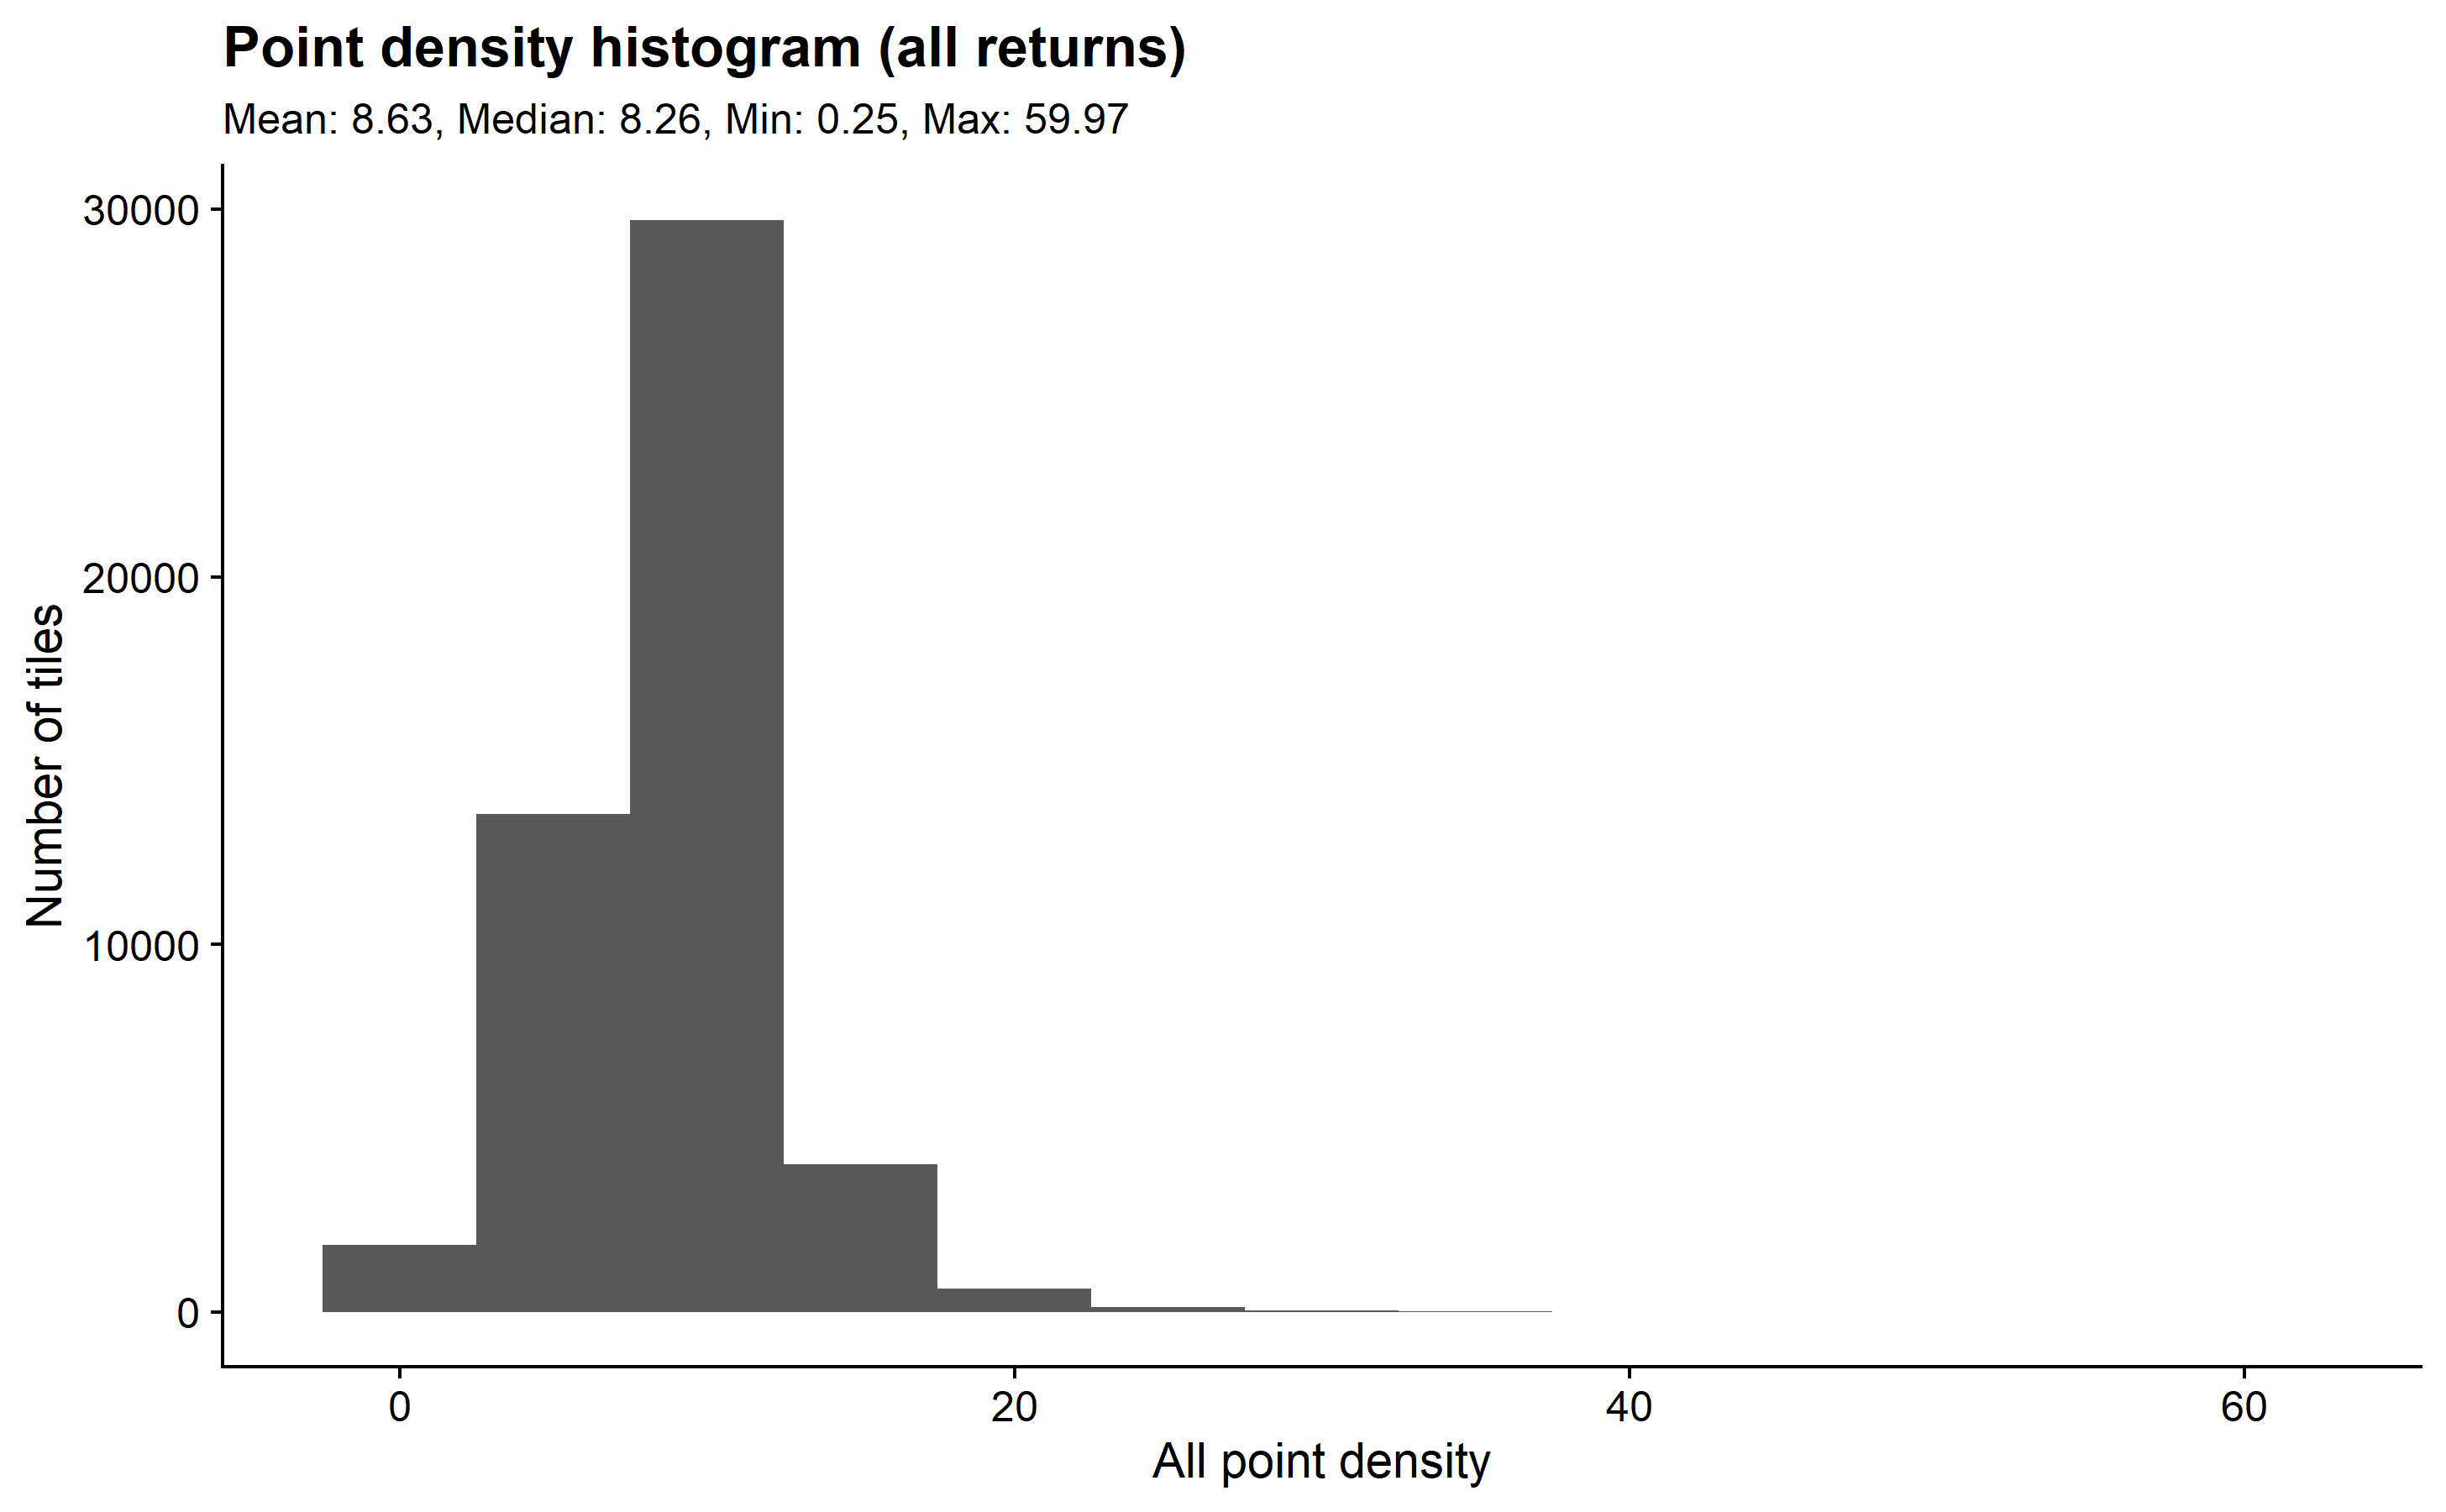 Point density histogram (all returns)
Mean: 8.63, Median: 8.26, Min: 0.25, Max: 59.97
30000
20000
10000
0
Number of tiles
0
20
40
60
All point density